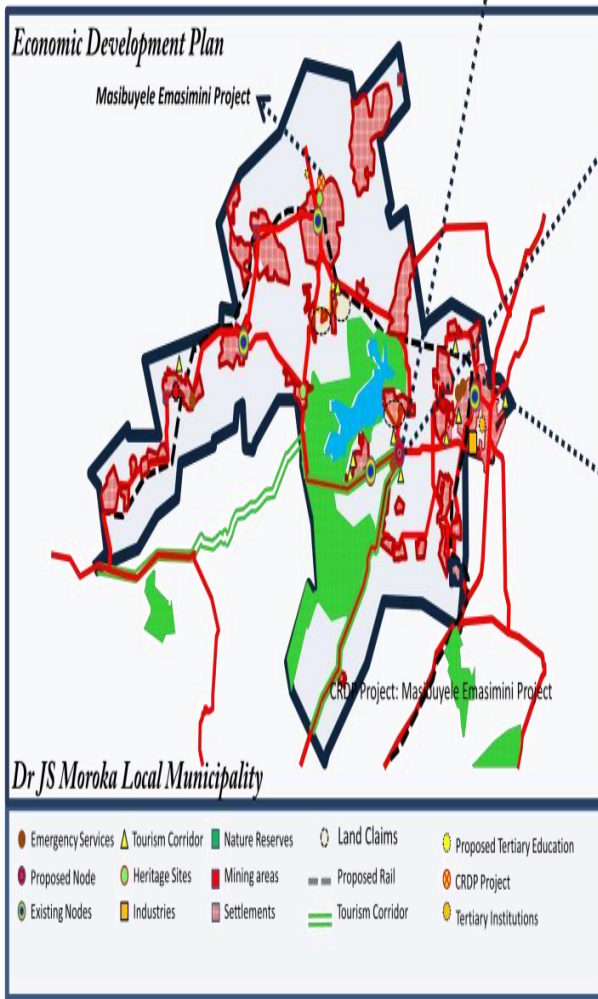 Economic Development Plan
Masibuyele Emasimini Project
CRDP Project: Masibuyele Emasimini Project
Dr JS Moroka Local Municipality
Emergency Services
Tourism Corridor
Nature Reserves
Land Claims
Proposed Tertiary Education
Proposed Node
Heritage Sites
Mining areas
Proposed Rail
CRDP Project
Existing Nodes
Industries
Settlements
Tourism Corridor
Tertiary Institutions